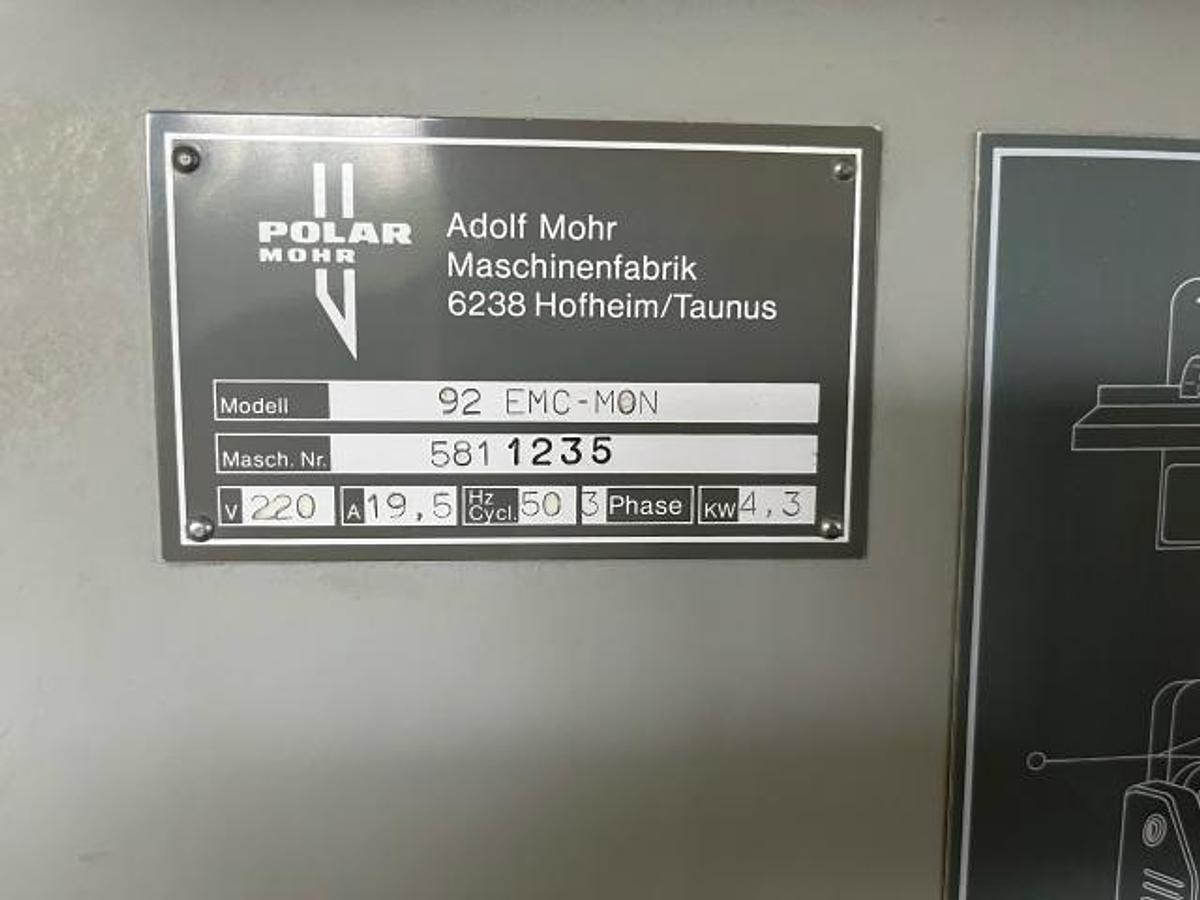 POLAR
MOHR
Adolf Mohr
Maschinenfabrik
6238 Hofheim/Taunus
Modell 92 EMC-MON
Masch. Nr. 5811235
V 220 A 19,5 Hz Cycl. 50 3 Phase KW 4,3